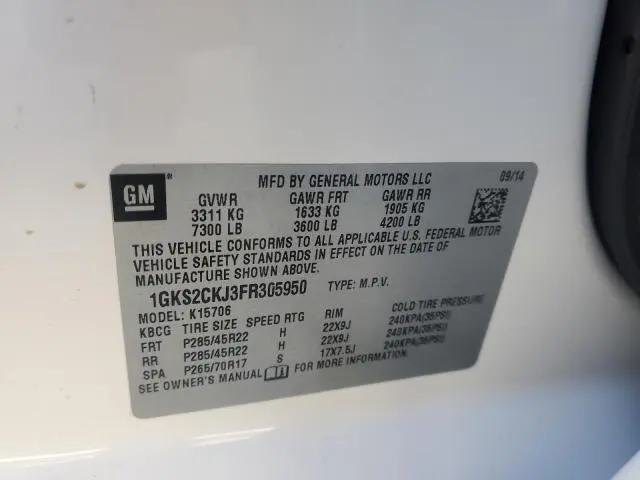 GM
MFD BY GENERAL MOTORS LLC 09/14
GVWR GAWR FRT GAWR RR
3311 KG 1633 KG 1905 KG
7300 LB 3600 LB 4200 LB
THIS VEHICLE CONFORMS TO ALL APPLICABLE U.S. FEDERAL MOTOR
VEHICLE SAFETY STANDARDS IN EFFECT ON THE DATE OF
MANUFACTURE SHOWN ABOVE.
1GKS2CKJ3FR305950 TYPE: M.P.V.
MODEL: K15706
KBCG TIRE SIZE SPEED RTG RIM COLD TIRE PRESSURE
FRT P285/45R22 H 22X9J 240KPA(35PSI)
RR P285/45R22 H 22X9J 240KPA(35PSI)
SPA P265/70R17 S 17X7.5J 240KPA(35PSI)
SEE OWNER'S MANUAL FOR MORE INFORMATION.